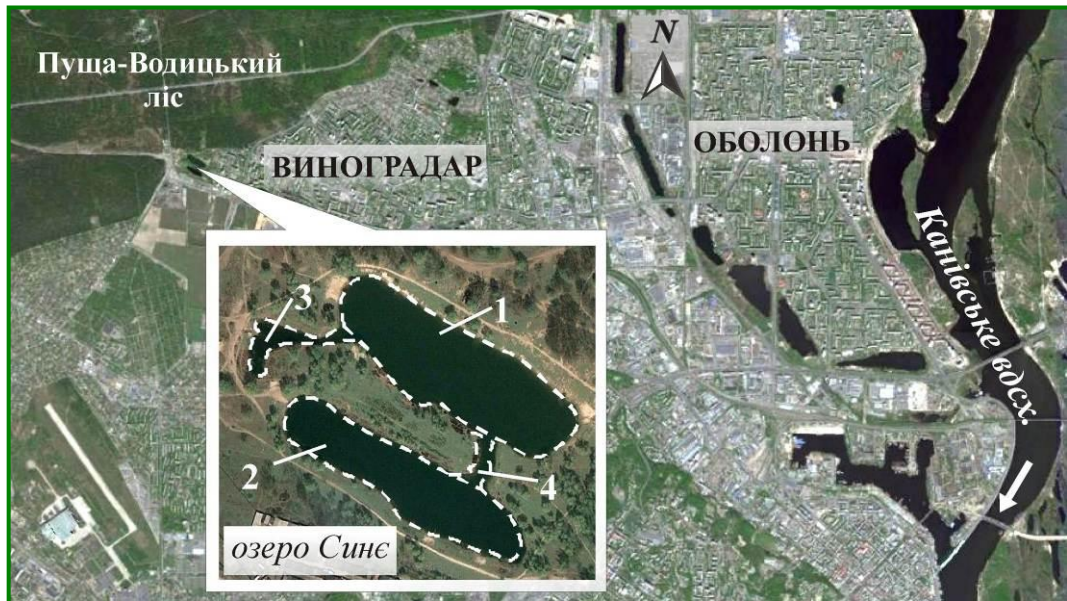 Пуща-Водицький
ліс
ВИНОГРАДАР
N
ОБОЛОНЬ
Канівське вдсх.
3
1
2
4
озеро Синє